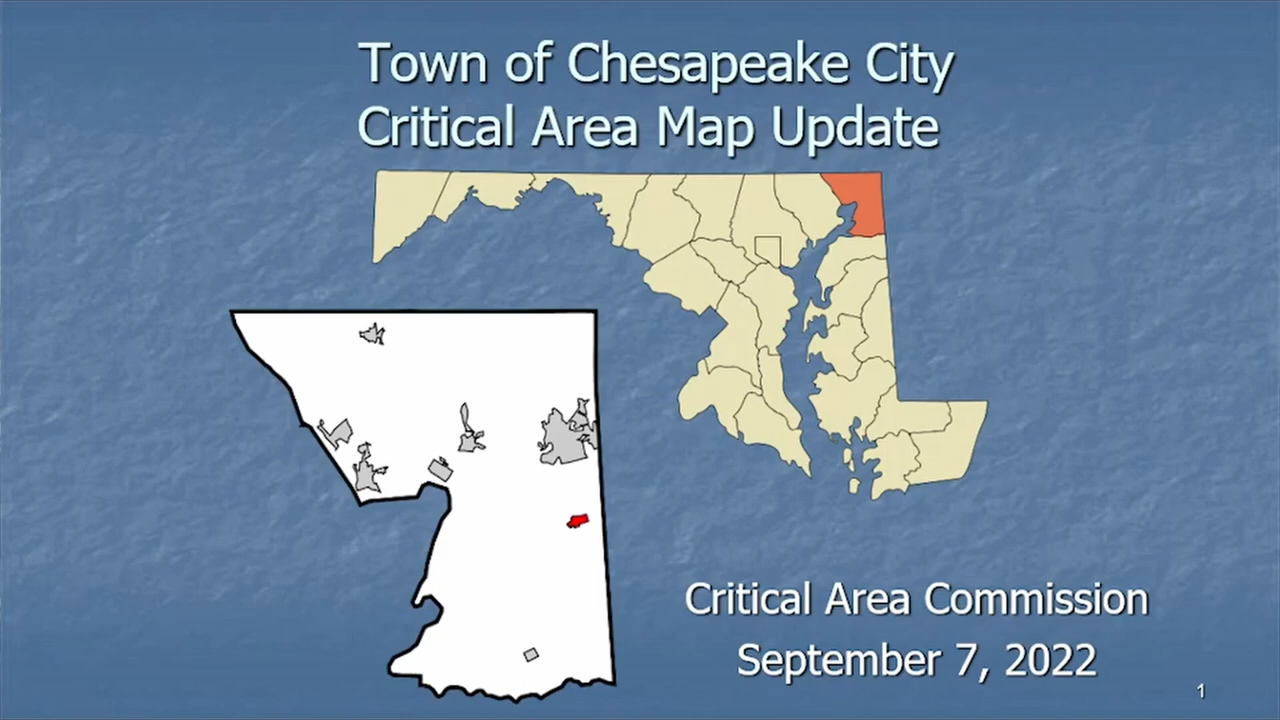 Town of Chesapeake City
Critical Area Map Update
Critical Area Commission
September 7, 2022
1